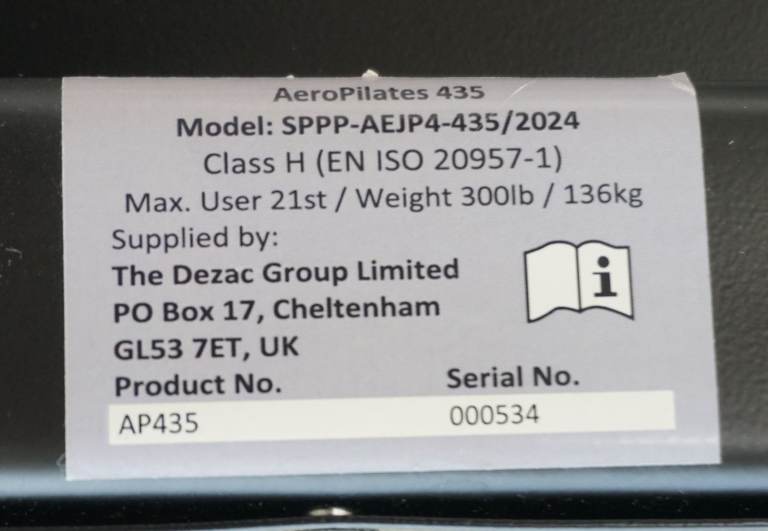 AeroPilates 435
Model: SPPP-AEJP4-435/2024
Class H (EN ISO 20957-1)
Max. User 21st / Weight 300lb / 136kg
Supplied by:
The Dezac Group Limited
PO Box 17, Cheltenham
GL53 7ET, UK
Product No. Serial No.
AP435 000534